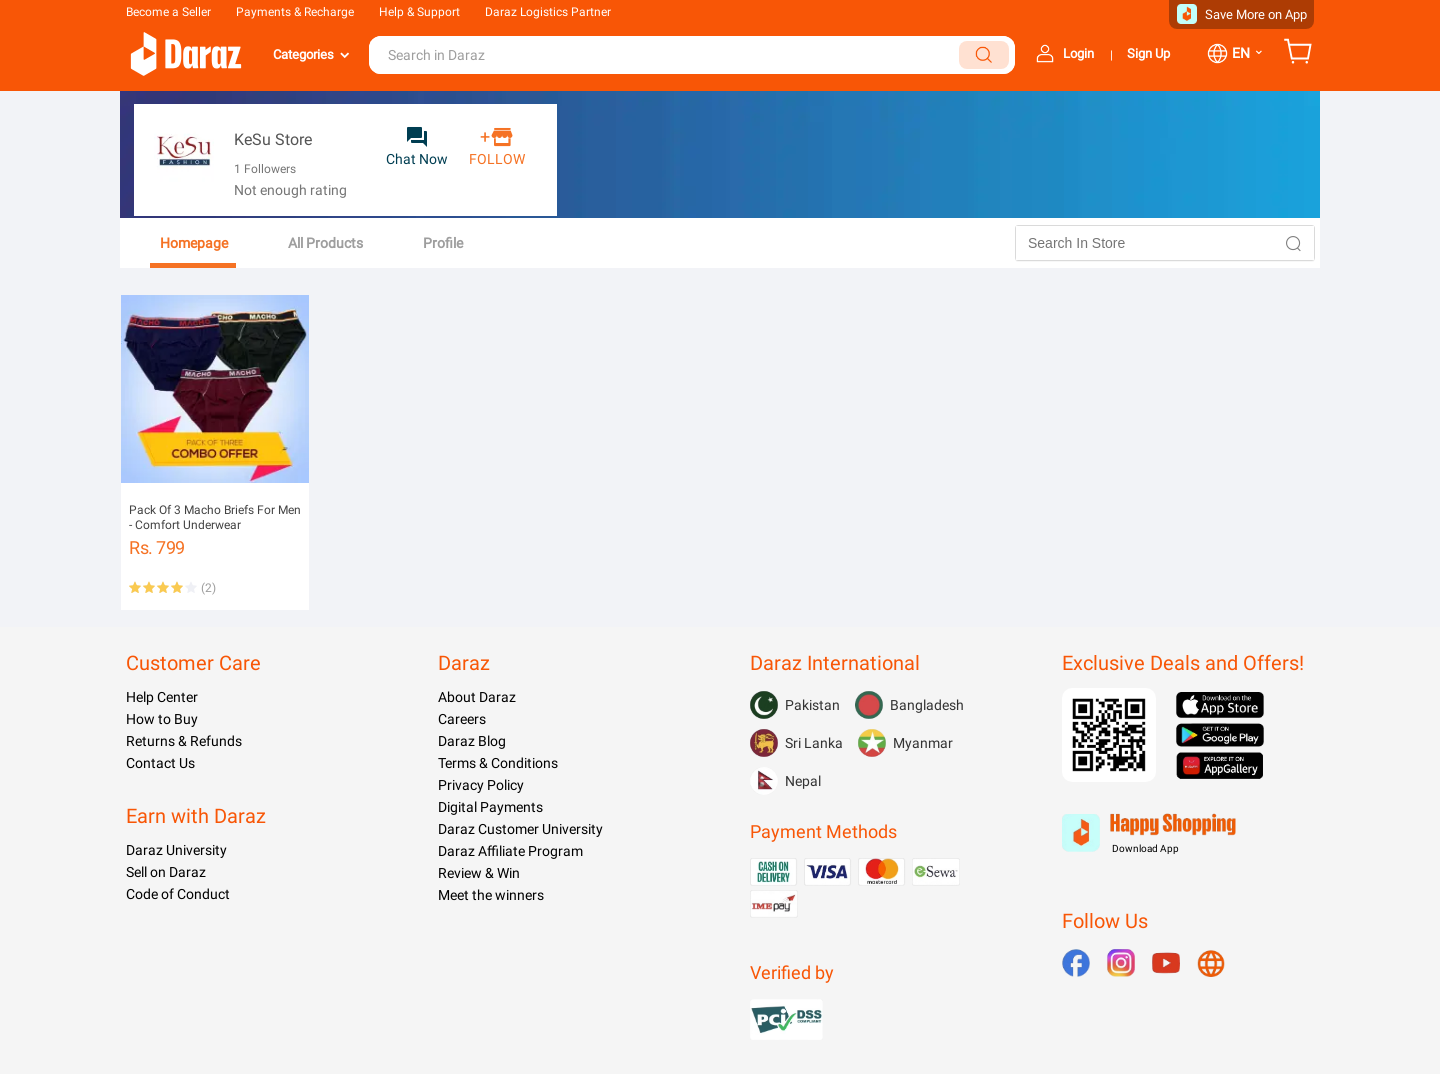 Become a Seller
Payments & Recharge
Help & Support
Daraz Logistics Partner
Save More on App
Daraz
Categories
Search in Daraz
Login
Sign Up
EN
KeSu
FASHION
KeSu Store
1 Followers
Not enough rating
Chat Now
FOLLOW
Homepage
All Products
Profile
Search In Store
MACHO
MACHO
MACHO
MACHO
PACK OF THREE
COMBO OFFER
Pack Of 3 Macho Briefs For Men
- Comfort Underwear
Rs. 799
(2)
Customer Care
Help Center
How to Buy
Returns & Refunds
Contact Us
Earn with Daraz
Daraz University
Sell on Daraz
Code of Conduct
Daraz
About Daraz
Careers
Daraz Blog
Terms & Conditions
Privacy Policy
Digital Payments
Daraz Customer University
Daraz Affiliate Program
Review & Win
Meet the winners
Daraz International
Pakistan
Bangladesh
Sri Lanka
Myanmar
Nepal
Payment Methods
CASH ON
DELIVERY
VISA
mastercard
eSewa
IME pay
Verified by
PCI DSS
COMPLIANT
Exclusive Deals and Offers!
Download on the
App Store
GET IT ON
Google Play
EXPLORE IT ON
AppGallery
Happy Shopping
Download App
Follow Us